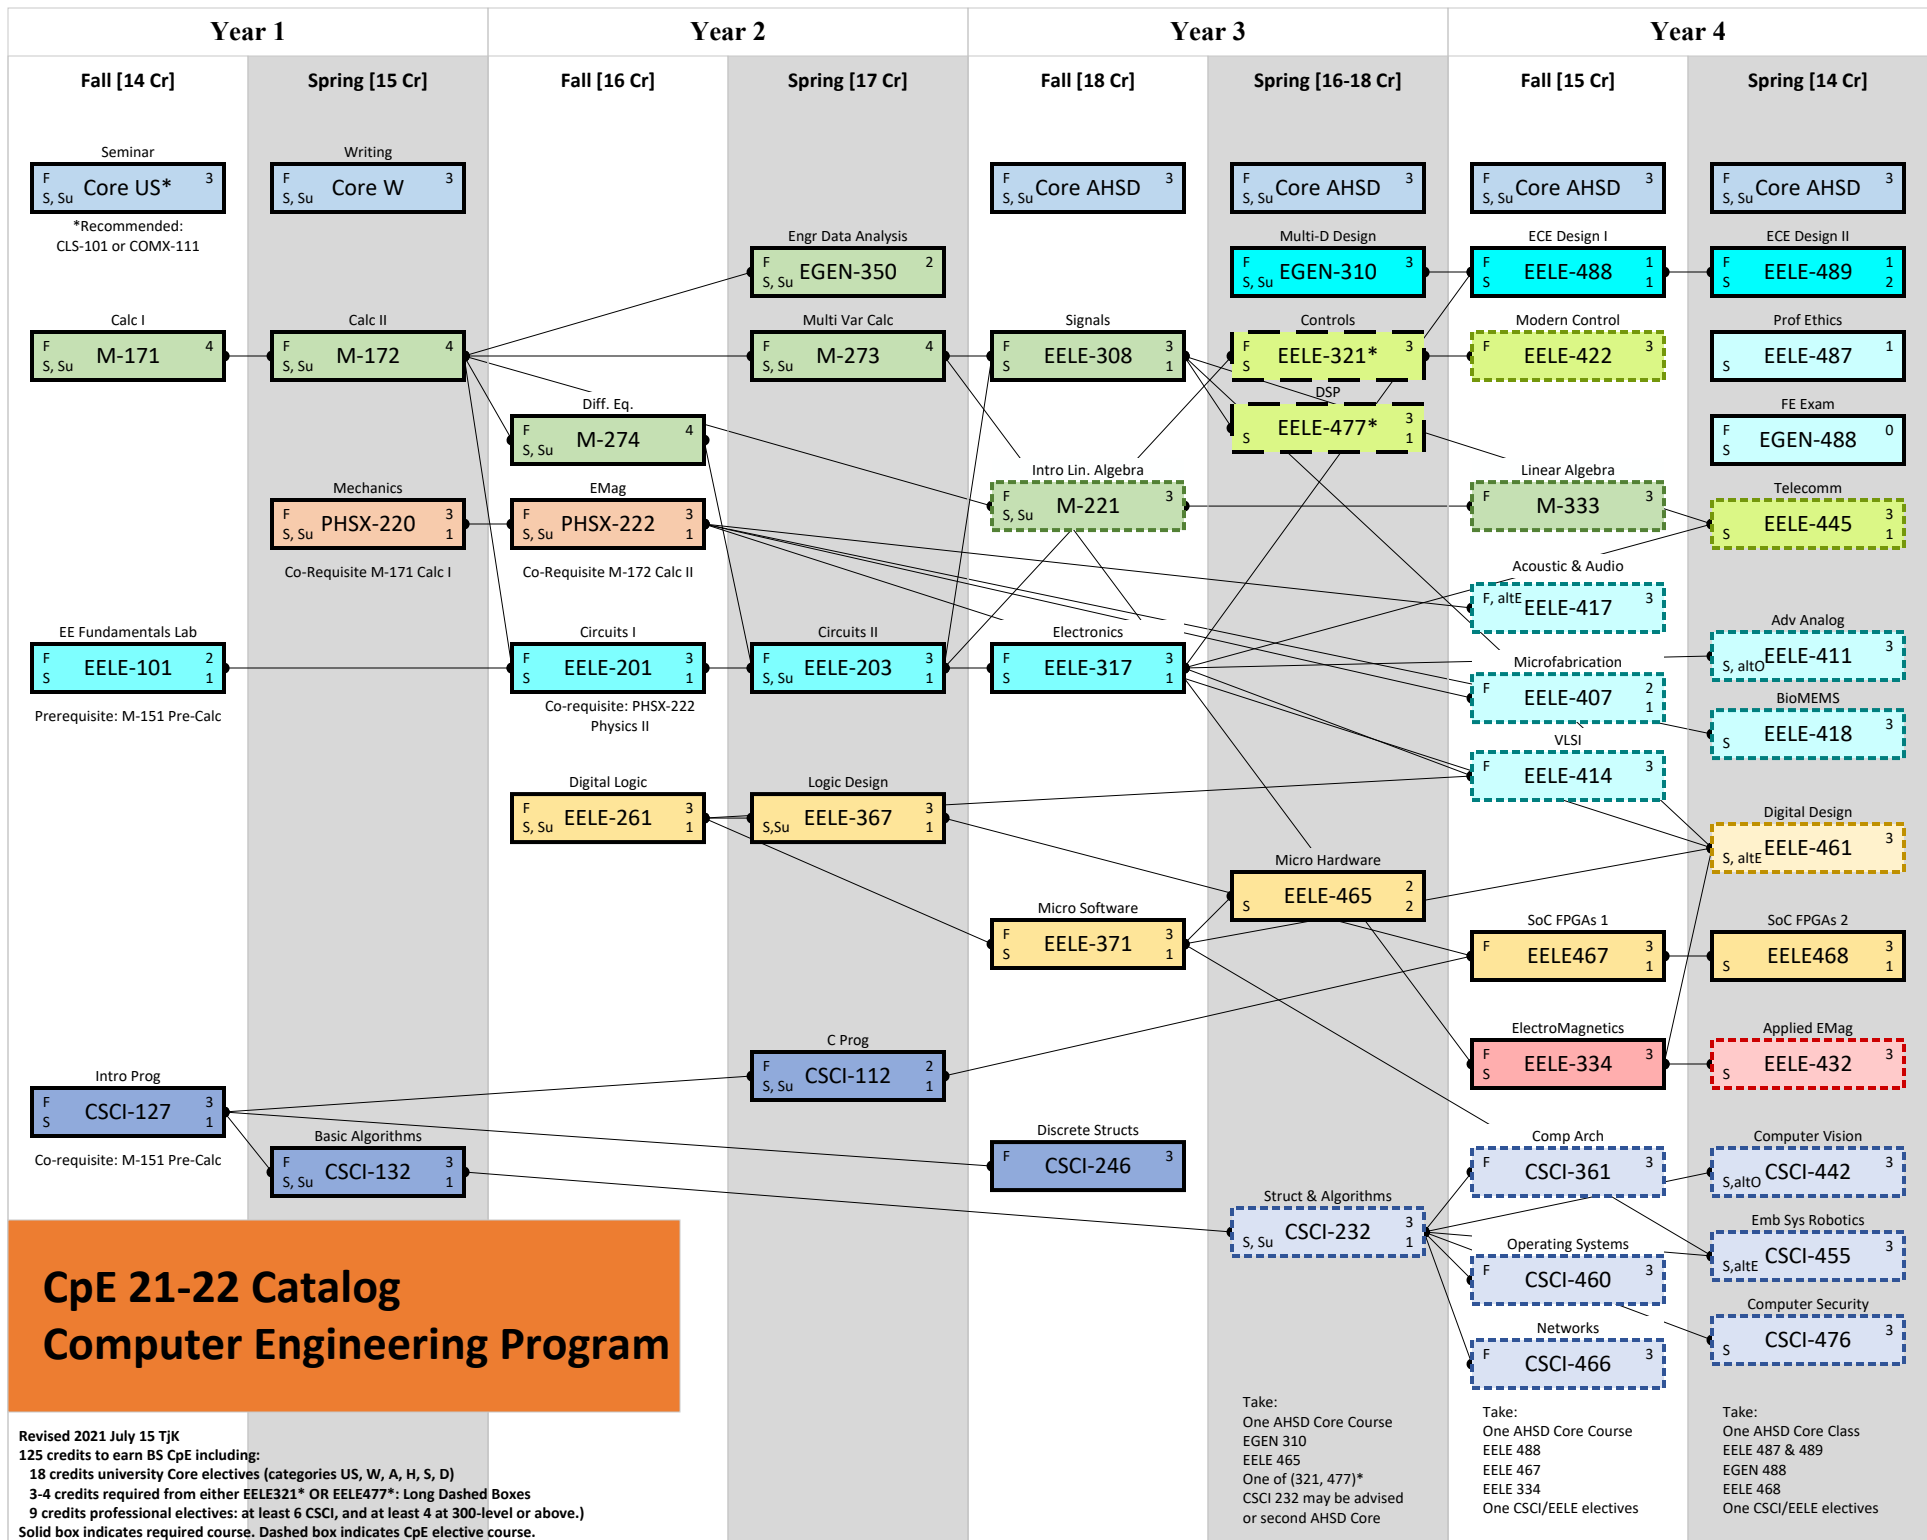 Year 1
Year 2
Year 3
Year 4
Fall [14 Cr]
Spring [15 Cr]
Fall [16 Cr]
Spring [17 Cr]
Fall [18 Cr]
Spring [16-18 Cr]
Fall [15 Cr]
Spring [14 Cr]
Seminar
F
S, Su
Core US*
3
*Recommended:
CLS-101 or COMX-111
Calc I
F
S, Su
M-171
4
EE Fundamentals Lab
F
S
EELE-101
2
1
Prerequisite: M-151 Pre-Calc
Intro Prog
F
S
CSCI-127
3
1
Co-requisite: M-151 Pre-Calc
Writing
F
S, Su
Core W
3
Calc II
F
S, Su
M-172
4
Mechanics
F
S, Su
PHSX-220
3
1
Co-Requisite M-171 Calc I
Basic Algorithms
F
S, Su
CSCI-132
3
1
Diff. Eq.
F
S, Su
M-274
4
EMag
F
S, Su
PHSX-222
3
1
Co-Requisite M-172 Calc II
Circuits I
F
S
EELE-201
3
1
Co-requisite: PHSX-222
Physics II
Digital Logic
F
S, Su
EELE-261
3
1
Engr Data Analysis
F
S, Su
EGEN-350
2
Multi Var Calc
F
S, Su
M-273
4
Circuits II
F
S, Su
EELE-203
3
1
Logic Design
S,Su
EELE-367
3
1
C Prog
F
S, Su
CSCI-112
2
1
F
S, Su
Core AHSD
3
Signals
F
S
EELE-308
3
1
Intro Lin. Algebra
F
S, Su
M-221
3
Electronics
F
S
EELE-317
3
1
Micro Software
F
S
EELE-371
3
1
Discrete Structs
F
CSCI-246
3
F
S, Su
Core AHSD
3
Multi-D Design
F
S, Su
EGEN-310
3
Controls
F
S
EELE-321*
3
DSP
S
EELE-477*
3
1
Micro Hardware
S
EELE-465
2
2
Struct & Algorithms
S, Su
CSCI-232
3
1
Take:
One AHSD Core Course
EGEN 310
EELE 465
One of (321, 477)*
CSCI 232 may be advised
or second AHSD Core
F
S, Su
Core AHSD
3
ECE Design I
F
S
EELE-488
1
1
Modern Control
F
EELE-422
3
Linear Algebra
F
M-333
3
Acoustic & Audio
F, altE
EELE-417
3
Microfabrication
F
EELE-407
2
1
VLSI
F
EELE-414
3
SoC FPGAs 1
F
EELE467
3
1
ElectroMagnetics
F
S
EELE-334
3
Comp Arch
F
CSCI-361
3
Operating Systems
F
CSCI-460
3
Networks
F
CSCI-466
3
Take:
One AHSD Core Course
EELE 488
EELE 467
EELE 334
One CSCI/EELE electives
F
S, Su
Core AHSD
3
ECE Design II
F
S
EELE-489
1
2
Prof Ethics
S
EELE-487
1
FE Exam
F
S
EGEN-488
0
Telecomm
S
EELE-445
3
1
Adv Analog
S, altO
EELE-411
3
BioMEMS
S
EELE-418
3
Digital Design
S, altE
EELE-461
3
SoC FPGAs 2
S
EELE468
3
1
Applied EMag
S
EELE-432
3
Computer Vision
S,altO
CSCI-442
3
Emb Sys Robotics
S,altE
CSCI-455
3
Computer Security
S
CSCI-476
3
Take:
One AHSD Core Class
EELE 487 & 489
EGEN 488
EELE 468
One CSCI/EELE electives
CpE 21-22 Catalog
Computer Engineering Program
Revised 2021 July 15 TjK
125 credits to earn BS CpE including:
18 credits university Core electives (categories US, W, A, H, S, D)
3-4 credits required from either EELE321* OR EELE477*: Long Dashed Boxes
9 credits professional electives: at least 6 CSCI, and at least 4 at 300-level or above.)
Solid box indicates required course. Dashed box indicates CpE elective course.